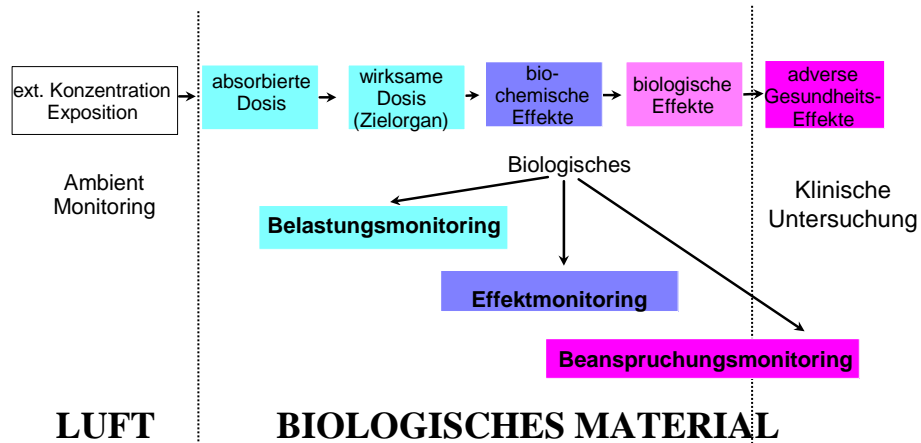 ext. Konzentration
Exposition
absorbierte
Dosis
wirksame
Dosis
(Zielorgan)
bio-
chemische
Effekte
biologische
Effekte
adverse
Gesundheits-
Effekte
Ambient
Monitoring
Biologisches
Klinische
Untersuchung
Belastungsmonitoring
Effektmonitoring
Beanspruchungsmonitoring
LUFT
BIOLOGISCHES MATERIAL